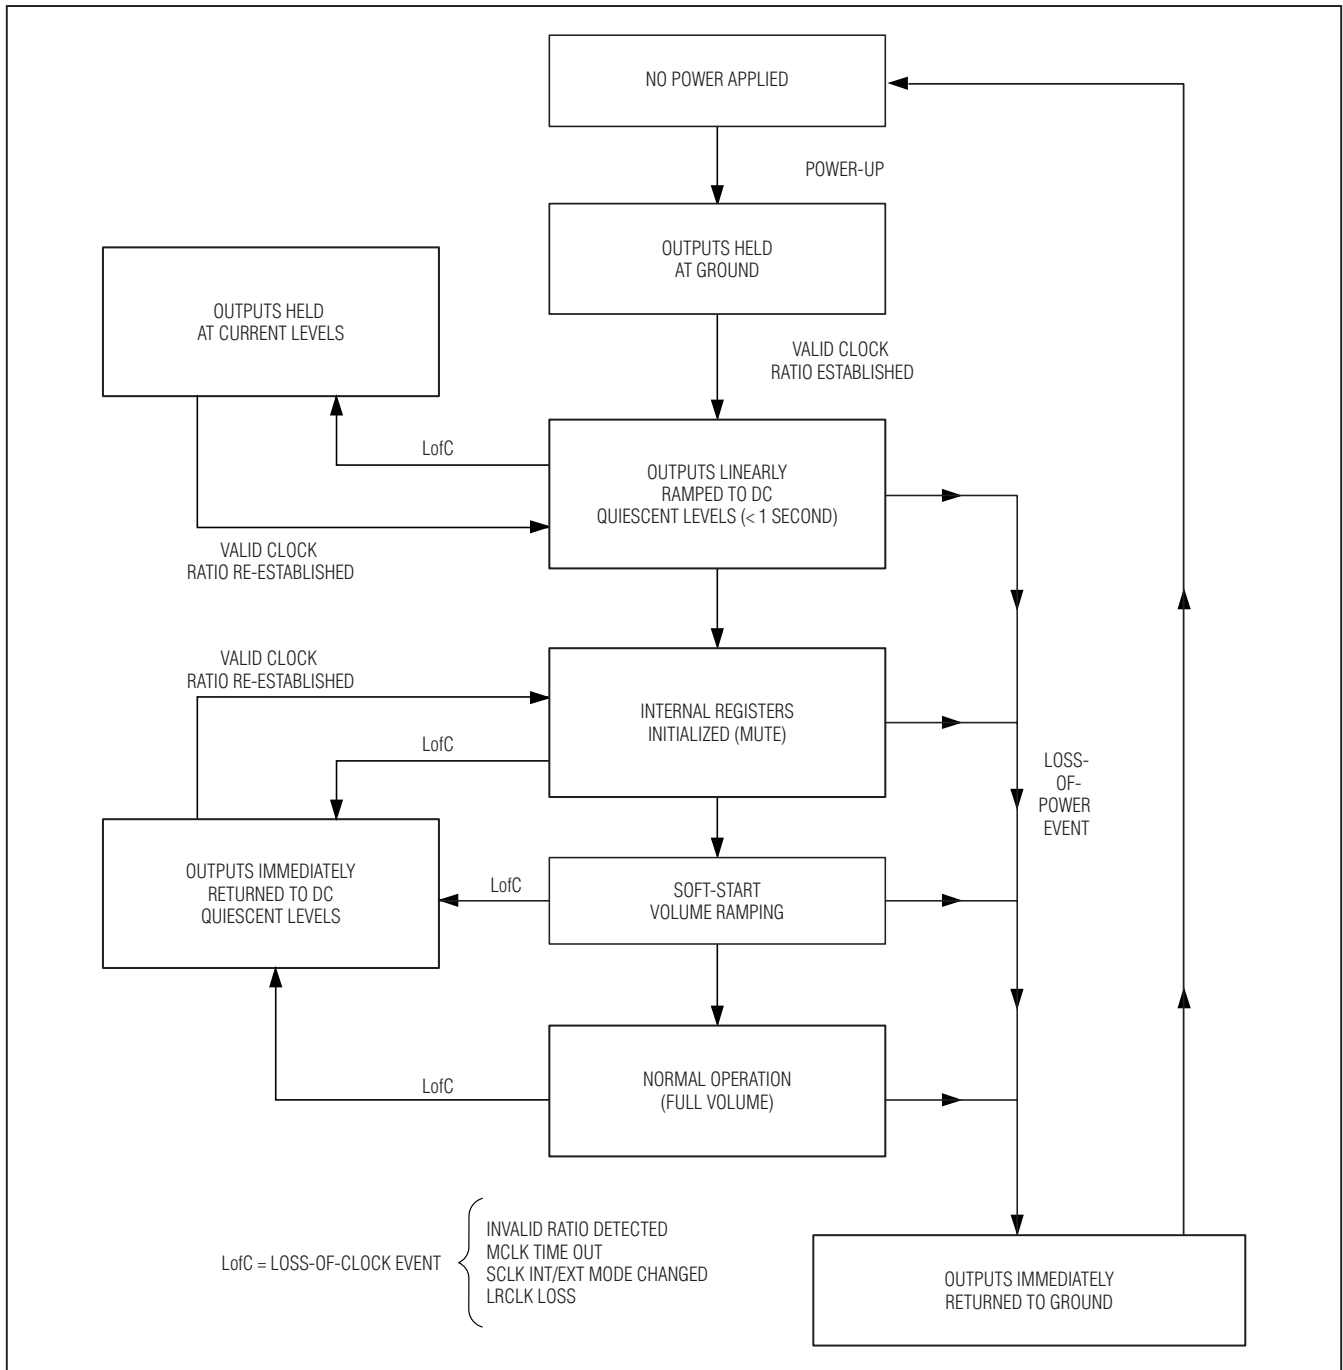 NO POWER APPLIED
POWER-UP
OUTPUTS HELD
AT GROUND
OUTPUTS HELD
AT CURRENT LEVELS
VALID CLOCK
RATIO ESTABLISHED
LofC
OUTPUTS LINEARLY
RAMPED TO DC
QUIESCENT LEVELS (< 1 SECOND)
VALID CLOCK
RATIO RE-ESTABLISHED
VALID CLOCK
RATIO RE-ESTABLISHED
INTERNAL REGISTERS
INITIALIZED (MUTE)
LofC
LOSS-
OF-
POWER
EVENT
OUTPUTS IMMEDIATELY
RETURNED TO DC
QUIESCENT LEVELS
LofC
SOFT-START
VOLUME RAMPING
NORMAL OPERATION
(FULL VOLUME)
LofC
LofC = LOSS-OF-CLOCK EVENT
INVALID RATIO DETECTED
MCLK TIME OUT
SCLK INT/EXT MODE CHANGED
LRCLK LOSS
OUTPUTS IMMEDIATELY
RETURNED TO GROUND